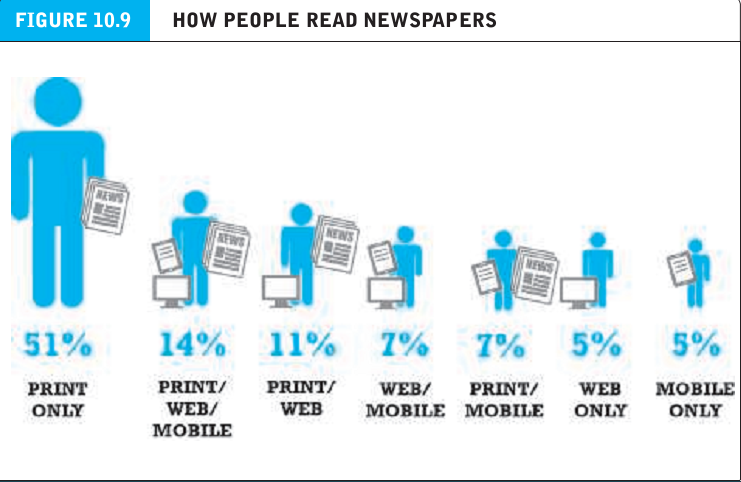 FIGURE 10.9 HOW PEOPLE READ NEWSPAPERS
NEWS
NEWS
NEWS
NEWS
51% 14% 11% 7% 7% 5% 5%
PRINT ONLY
PRINT/ WEB/ MOBILE
PRINT/ WEB
WEB/ MOBILE
PRINT/ MOBILE
WEB ONLY
MOBILE ONLY